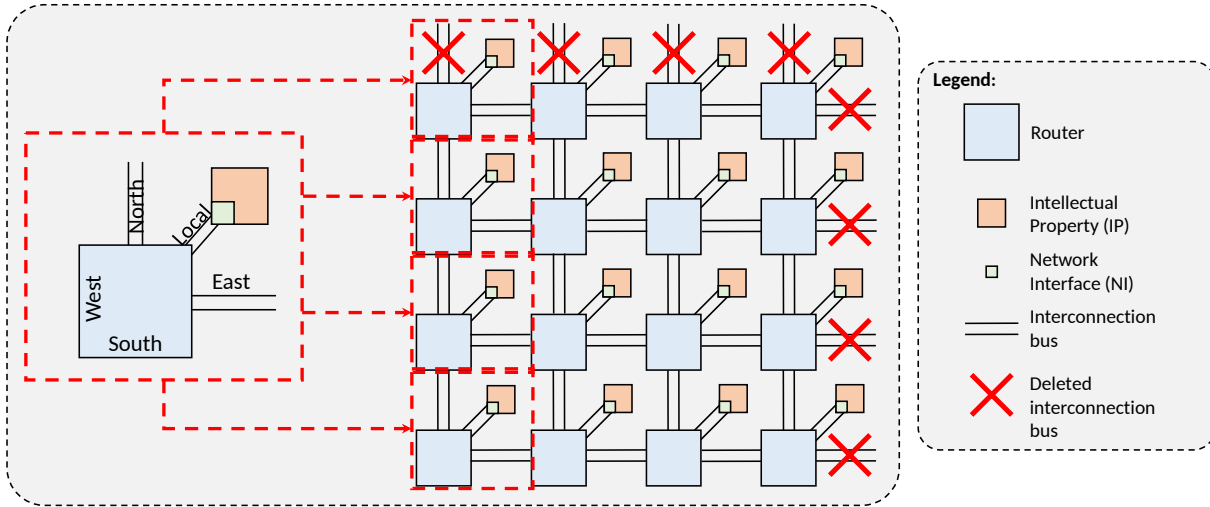 North
Local
East
West
South
Legend:
Router
Intellectual
Property (IP)
Network
Interface (NI)
Interconnection
bus
Deleted
interconnection
bus